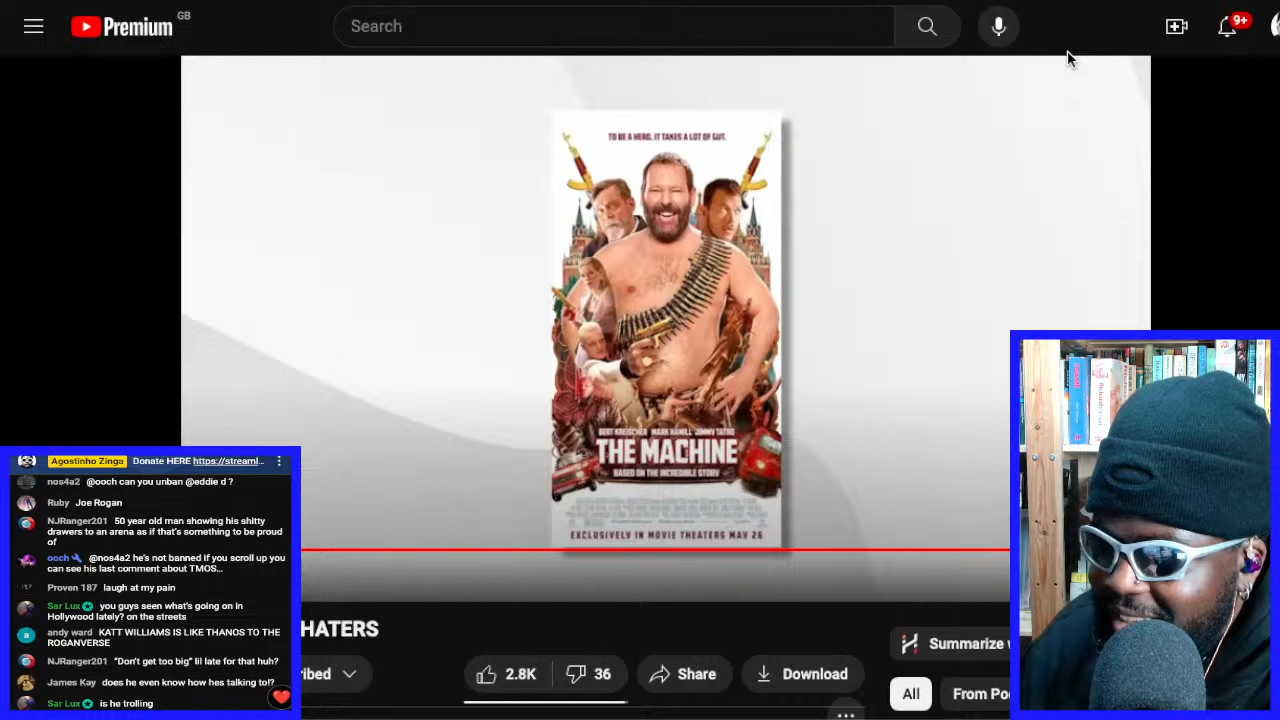 Premium GB
Search
9+
TO BE A HERO, IT TAKES A LOT OF GUT.
BERT KREISCHER MARK HAMILL JIMMY TATRO
THE MACHINE
BASED ON THE INCREDIBLE STORY
EXCLUSIVELY IN MOVIE THEATERS MAY 26
Agostinho Zinga Donate HERE https://streaml...
nos4a2 @ooch can you unban @eddie d ?
Ruby Joe Rogan
NJRanger201 50 year old man showing his shitty
drawers to an arena as if that's something to be proud
of
ooch @nos4a2 he's not banned if you scroll up you
can see his last comment about TMOS...
Proven 187 laugh at my pain
Sar Lux you guys seen what's going on in
Hollywood lately? on the streets
andy ward KATT WILLIAMS IS LIKE THANOS TO THE
ROGANVERSE
NJRanger201 "Don't get too big" lil late for that huh?
James Kay does he even know how hes talking to!?
Sar Lux is he trolling
HATERS
ribed
2.8K
36
Share
Download
Summarize
All
From